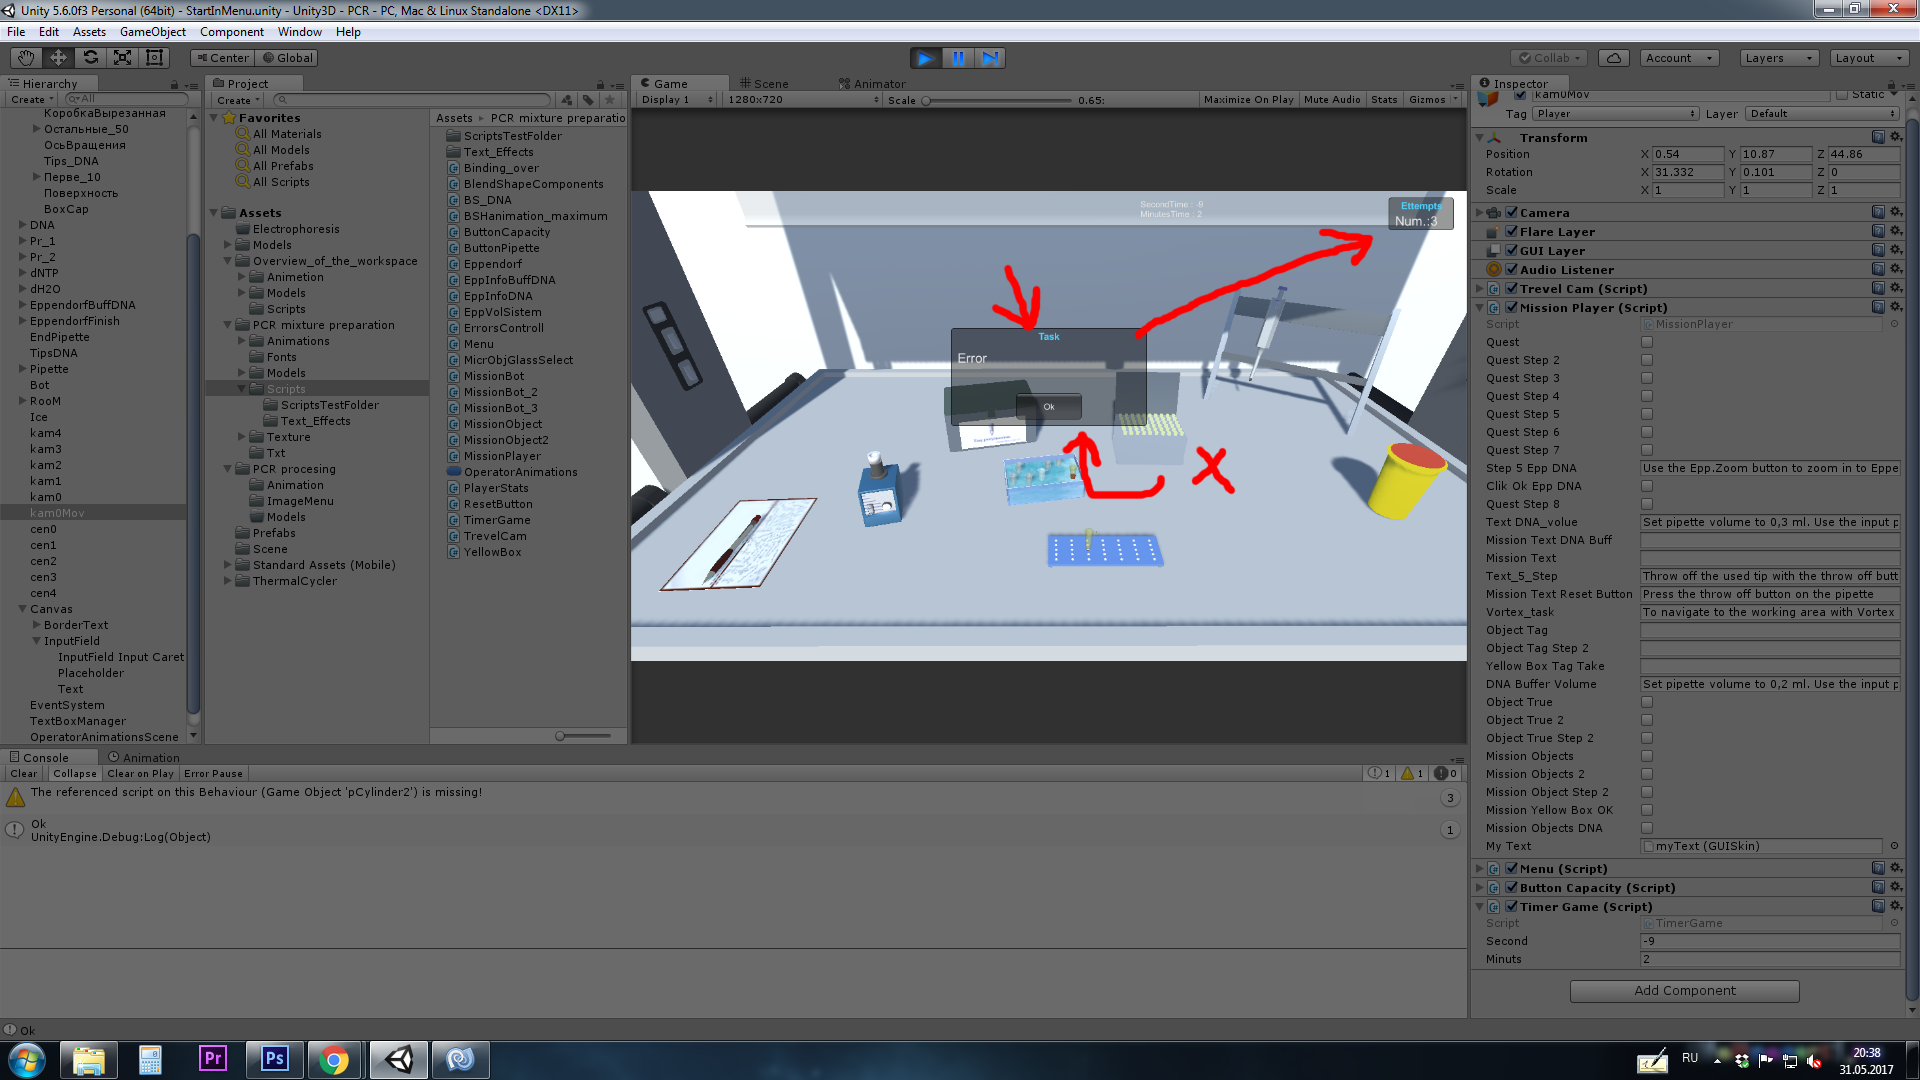 Unity 5.6.0f3 Personal (64bit) - StartInMenu.unity - Unity3D - PCR - PC, Mac & Linux Standalone <DX11>
File Edit Assets GameObject Component Window Help
Center Global
Collab Account Layers Layout
Hierarchy
Create All
КоробкаВырезанная
Остальные_50
ОсьВращения
Tips_DNA
Перве_10
Поверхность
BoxCap
DNA
Pr_1
Pr_2
dNTP
dH2O
EppendorfBuffDNA
EppendorfFinish
EndPipette
TipsDNA
Pipette
Bot
RooM
Ice
kam4
kam3
kam2
kam1
kam0
kam0Mov
cen0
cen1
cen2
cen3
cen4
Canvas
BorderText
InputField
InputField Input Caret
Placeholder
Text
EventSystem
TextBoxManager
OperatorAnimationsScene
Project
Create
Favorites
All Materials
All Models
All Prefabs
All Scripts
Assets
Electrophoresis
Models
Overview_of_the_workspace
Animetion
Models
Scripts
PCR mixture preparation
Animations
Fonts
Models
Scripts
ScriptsTestFolder
Text_Effects
Texture
Txt
PCR procesing
Animation
ImageMenu
Models
Prefabs
Scene
Standard Assets (Mobile)
ThermalCycler
Assets PCR mixture preparatio
ScriptsTestFolder
Text_Effects
Binding_over
BlendShapeComponents
BS_DNA
BSHanimation_maximum
ButtonCapacity
ButtonPipette
Eppendorf
EppInfoBuffDNA
EppInfoDNA
EppVolSistem
ErrorsControll
Menu
MicrObjGlassSelect
MissionBot
MissionBot_2
MissionBot_3
MissionObject
MissionObject2
MissionPlayer
OperatorAnimations
PlayerStats
ResetButton
TimerGame
TrevelCam
YellowBox
Game Scene Animator
Display 1 1280x720 Scale 0.65: Maximize On Play Mute Audio Stats Gizmos
SecondTime : -9
MinutesTime : 2
Ettempts
Num.:3
Task
Error
Ok
X
Inspector
kam0Mov Static
Tag Player Layer Default
Transform
Position X 0.54 Y 10.87 Z 44.86
Rotation X 31.332 Y 0.101 Z 0
Scale X 1 Y 1 Z 1
Camera
Flare Layer
GUI Layer
Audio Listener
Trevel Cam (Script)
Mission Player (Script)
Script MissionPlayer
Quest
Quest Step 2
Quest Step 3
Quest Step 4
Quest Step 5
Quest Step 6
Quest Step 7
Step 5 Epp DNA Use the Epp.Zoom button to zoom in to Eppe
Clik Ok Epp DNA
Quest Step 8
Text DNA_volue Set pipette volume to 0,3 ml. Use the input p
Mission Text DNA Buff
Mission Text
Text_5_Step Throw off the used tip with the throw off butt
Mission Text Reset Button Press the throw off button on the pipette
Vortex_task To navigate to the working area with Vortex
Object Tag
Object Tag Step 2
Yellow Box Tag Take
DNA Buffer Volume Set pipette volume to 0,2 ml. Use the input p
Object True
Object True 2
Object True Step 2
Mission Objects
Mission Objects 2
Mission Object Step 2
Mission Yellow Box OK
Mission Objects DNA
My Text myText (GUISkin)
Menu (Script)
Button Capacity (Script)
Timer Game (Script)
Script TimerGame
Second -9
Minuts 2
Add Component
Console Animation
Clear Collapse Clear on Play Error Pause 1 1 0
The referenced script on this Behaviour (Game Object 'pCylinder2') is missing! 3
Ok
UnityEngine.Debug:Log(Object) 1
Ok
Pr Ps
RU
20:38
31.05.2017